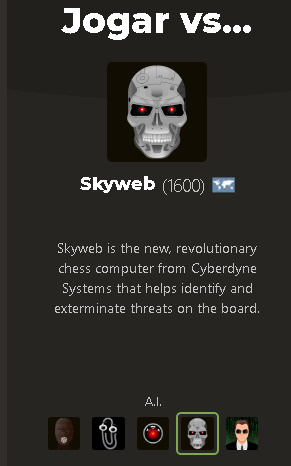 Jogar vs...
Skyweb (1600)
Skyweb is the new, revolutionary
chess computer from Cyberdyne
Systems that helps identify and
exterminate threats on the board.
A.I.